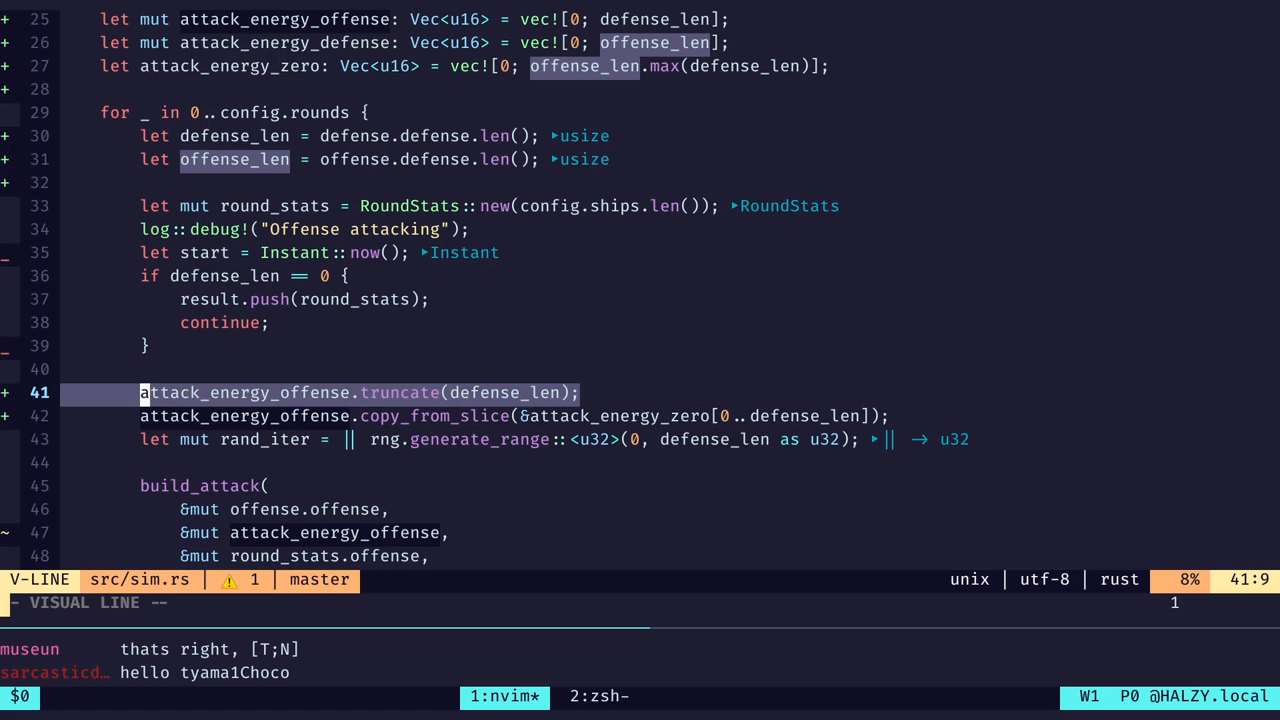 + 25 let mut attack_energy_offense: Vec<u16> = vec![0; defense_len];
+ 26 let mut attack_energy_defense: Vec<u16> = vec![0; offense_len];
+ 27 let attack_energy_zero: Vec<u16> = vec![0; offense_len.max(defense_len)];
+ 28
29 for _ in 0..config.rounds {
+ 30 let defense_len = defense.defense.len(); ‣usize
+ 31 let offense_len = offense.defense.len(); ‣usize
+ 32
33 let mut round_stats = RoundStats::new(config.ships.len()); ‣RoundStats
34 log::debug!("Offense attacking");
_ 35 let start = Instant::now(); ‣Instant
36 if defense_len == 0 {
37 result.push(round_stats);
38 continue;
_ 39 }
40
+ 41 attack_energy_offense.truncate(defense_len);
+ 42 attack_energy_offense.copy_from_slice(&attack_energy_zero[0..defense_len]);
43 let mut rand_iter = || rng.generate_range::<u32>(0, defense_len as u32); ‣|| -> u32
44
45 build_attack(
46 &mut offense.offense,
~ 47 &mut attack_energy_offense,
48 &mut round_stats.offense,
V-LINE src/sim.rs | ⚠ 1 | master unix | utf-8 | rust 8% 41:9
- VISUAL LINE -- 1
museun thats right, [T;N]
sarcasticd… hello tyama1Choco
$0 1:nvim* 2:zsh- W1 P0 @HALZY.local